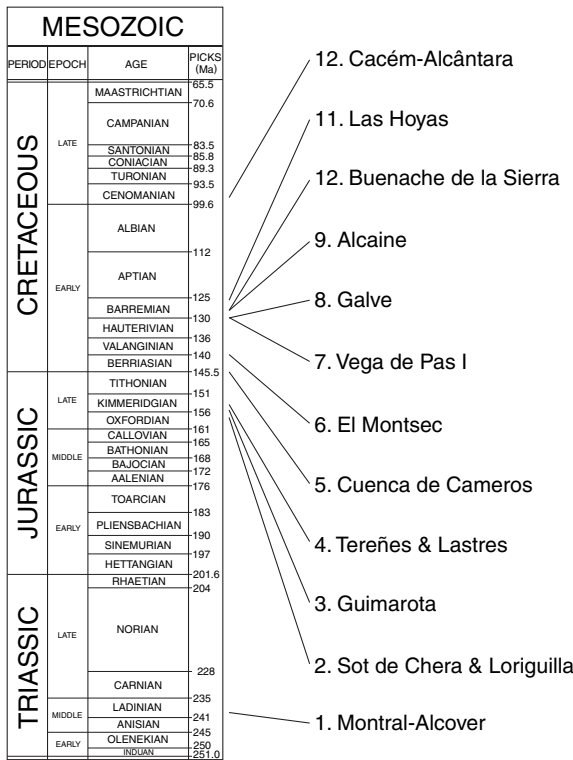 MESOZOIC
PERIOD EPOCH AGE PICKS (Ma)
CRETACEOUS
LATE
MAASTRICHTIAN
CAMPANIAN
SANTONIAN
CONIACIAN
TURONIAN
CENOMANIAN
EARLY
ALBIAN
APTIAN
BARREMIAN
HAUTERIVIAN
VALANGINIAN
BERRIASIAN
JURASSIC
LATE
TITHONIAN
KIMMERIDGIAN
OXFORDIAN
MIDDLE
CALLOVIAN
BATHONIAN
BAJOCIAN
AALENIAN
EARLY
TOARCIAN
PLIENSBACHIAN
SINEMURIAN
HETTANGIAN
TRIASSIC
LATE
RHAETIAN
NORIAN
CARNIAN
MIDDLE
LADINIAN
ANISIAN
EARLY
OLENEKIAN
INDUAN
65.5
70.6
83.5
85.8
89.3
93.5
99.6
112
125
130
136
140
145.5
151
156
161
165
168
172
176
183
190
197
201.6
204
228
235
241
245
250
251.0
12. Cacém-Alcântara
11. Las Hoyas
12. Buenache de la Sierra
9. Alcaine
8. Galve
7. Vega de Pas I
6. El Montsec
5. Cuenca de Cameros
4. Tereñes & Lastres
3. Guimarota
2. Sot de Chera & Loriguilla
1. Montral-Alcover